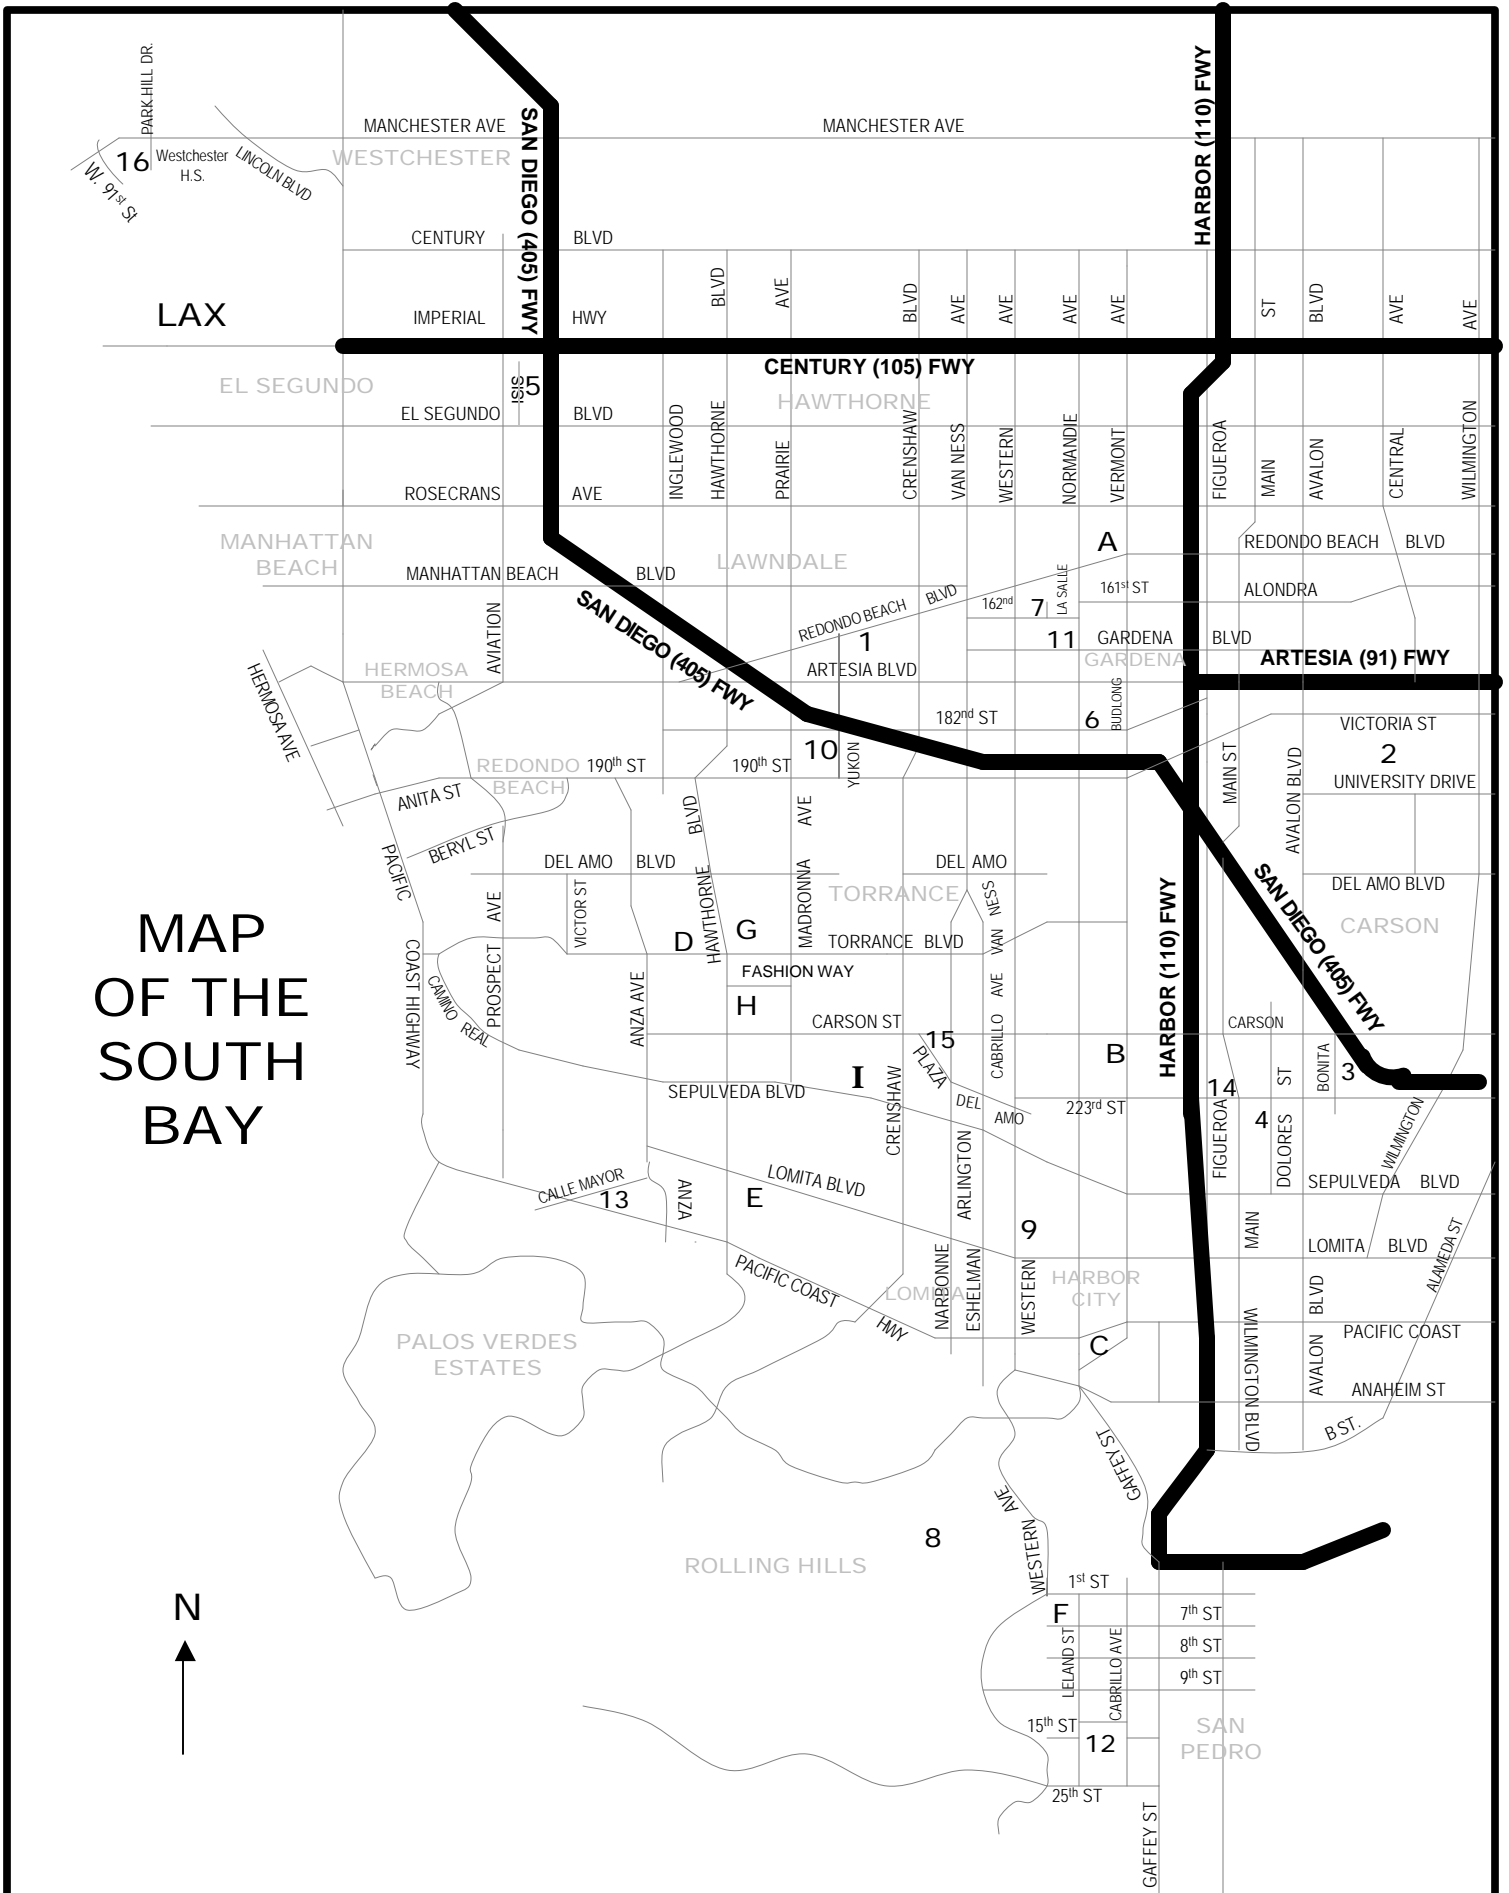 PARK HILL DR.
HARBOR (110) FWY
SAN DIEGO (405) FWY
MANCHESTER AVE
MANCHESTER AVE
16
Westchester
H.S.
LINCOLN BLVD
WESTCHESTER
W. 91st St
CENTURY
BLVD
LAX
IMPERIAL
HWY
BLVD
AVE
BLVD
AVE
AVE
AVE
AVE
ST
BLVD
AVE
AVE
CENTURY (105) FWY
EL SEGUNDO
SISI
5
HAWTHORNE
EL SEGUNDO
BLVD
INGLEWOOD
HAWTHORNE
PRAIRIE
CRENSHAW
VAN NESS
WESTERN
NORMANDIE
VERMONT
FIGUEROA
MAIN
AVALON
CENTRAL
WILMINGTON
ROSECRANS
AVE
MANHATTAN
BEACH
LAWNDALE
A
REDONDO BEACH
BLVD
MANHATTAN BEACH
BLVD
SAN DIEGO (405) FWY
REDONDO BEACH
BLVD
162nd
7
LA SALLE
161st ST
ALONDRA
AVIATION
1
11
GARDENA
BLVD
GARDENA
ARTESIA (91) FWY
HERMOSA AVE
HERMOSA
BEACH
ARTESIA BLVD
182nd ST
6
BUDLONG
VICTORIA ST
2
10
YUKON
REDONDO
BEACH
190th ST
190th ST
MAIN ST
AVALON BLVD
UNIVERSITY DRIVE
ANITA ST
BERYL ST
PACIFIC
BLVD
AVE
DEL AMO
BLVD
DEL AMO
DEL AMO BLVD
SAN DIEGO (405) FWY
TORRANCE
CARSON
VICTOR ST
HAWTHORNE
MADRONNA
VAN
NESS
AVE
MAP
OF THE
SOUTH
BAY
D
G
TORRANCE
BLVD
HARBOR (110) FWY
FASHION WAY
COAST HIGHWAY
CAMINO
REAL
PROSPECT
ANZA AVE
H
CABRILLO
AVE
CARSON ST
15
CARSON
B
PLAZA
DEL
AMO
I
SEPULVEDA BLVD
CRENSHAW
223rd ST
14
ST
BONITA
3
FIGUEROA
4
DOLORES
WILMINGTON
ARLINGTON
CALLE MAYOR
13
ANZA
E
LOMITA BLVD
SEPULVEDA
BLVD
9
MAIN
LOMITA
BLVD
ALAMEDA ST
HARBOR
CITY
PACIFIC COAST
HWY
LOMITA
NARBONNE
ESHELMAN
WESTERN
WILMINGTON BLVD
AVALON
BLVD
PACIFIC COAST
C
PALOS VERDES
ESTATES
ANAHEIM ST
B ST.
GAFFEY ST
AVE
WESTERN
8
ROLLING HILLS
N
1st ST
F
7th ST
8th ST
9th ST
LELAND ST
CABRILLO AVE
15th ST
12
SAN
PEDRO
25th ST
GAFFEY ST